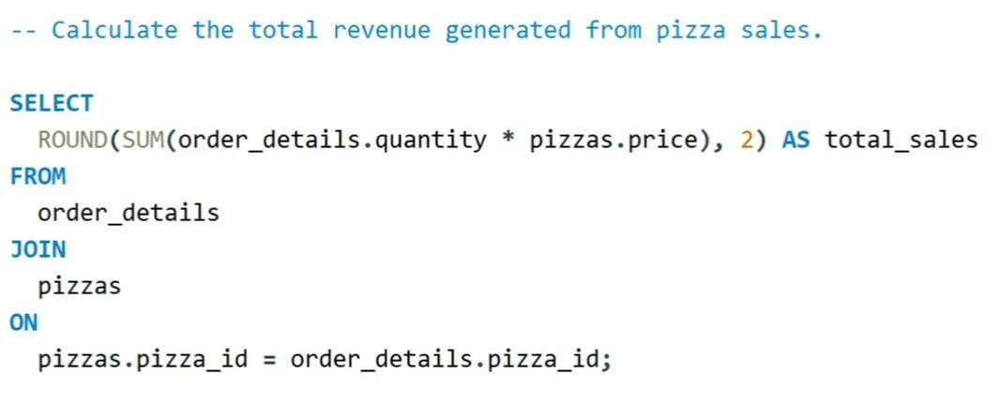 -- Calculate the total revenue generated from pizza sales.
SELECT
ROUND(SUM(order_details.quantity * pizzas.price), 2) AS total_sales
FROM
order_details
JOIN
pizzas
ON
pizzas.pizza_id = order_details.pizza_id;